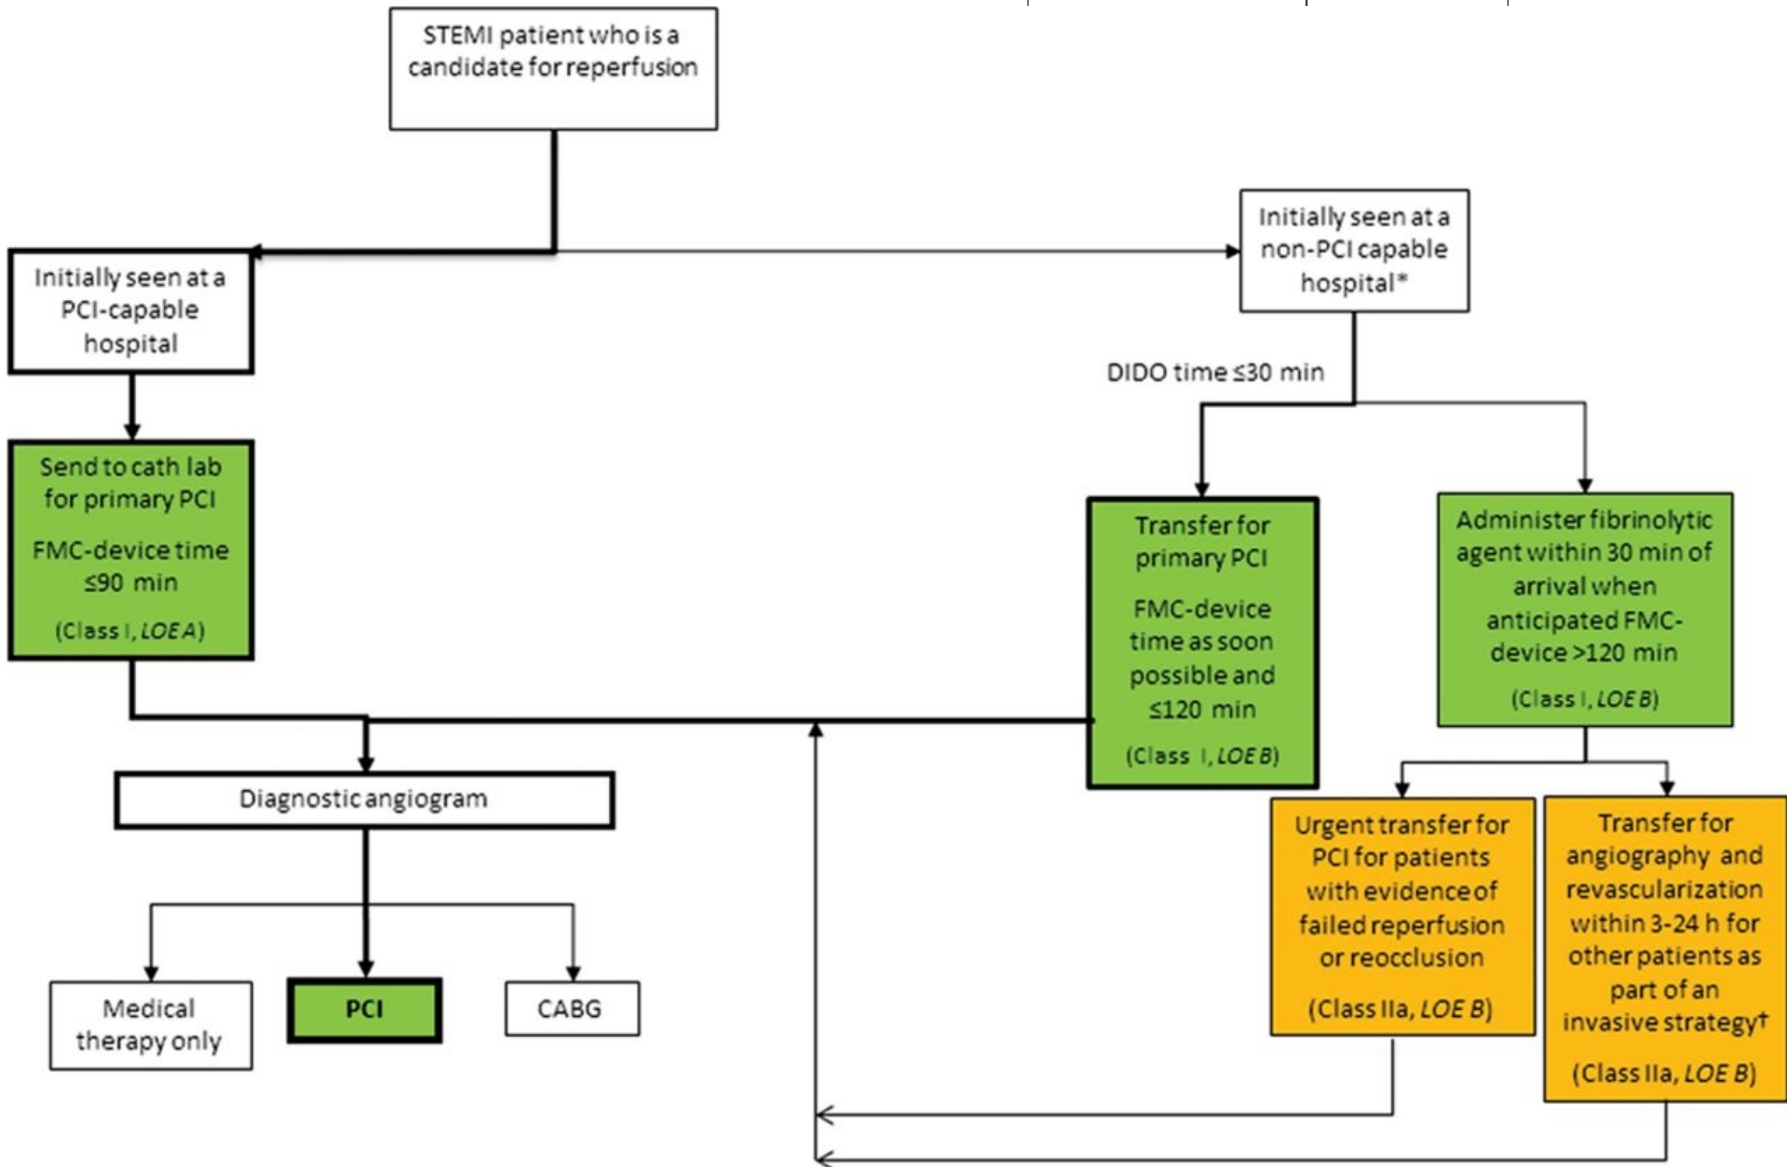 STEMI patient who is a
candidate for reperfusion
Initially seen at a
PCI-capable
hospital
Initially seen at a
non-PCI capable
hospital*
DIDO time ≤30 min
Send to cath lab
for primary PCI
FMC-device time
≤90 min
(Class I, LOE A)
Transfer for
primary PCI
FMC-device
time as soon
possible and
≤120 min
(Class I, LOE B)
Administer fibrinolytic
agent within 30 min of
arrival when
anticipated FMC-
device >120 min
(Class I, LOE B)
Diagnostic angiogram
Urgent transfer for
PCI for patients
with evidence of
failed reperfusion
or reocclusion
(Class IIa, LOE B)
Transfer for
angiography and
revascularization
within 3-24 h for
other patients as
part of an
invasive strategy†
(Class IIa, LOE B)
Medical
therapy only
PCI
CABG